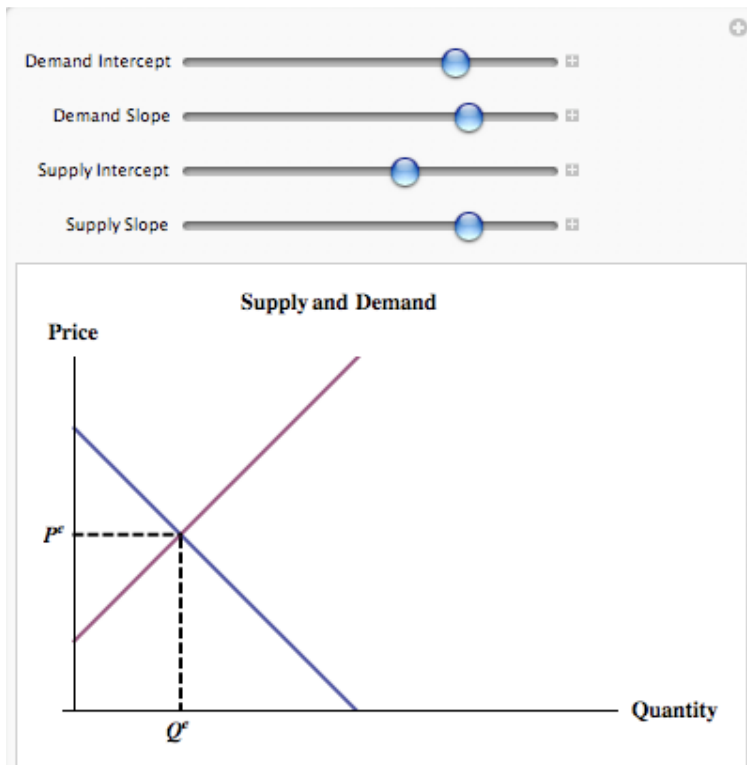 Demand Intercept
Demand Slope
Supply Intercept
Supply Slope
Supply and Demand
Price
Pᵉ
Quantity
Qᵉ